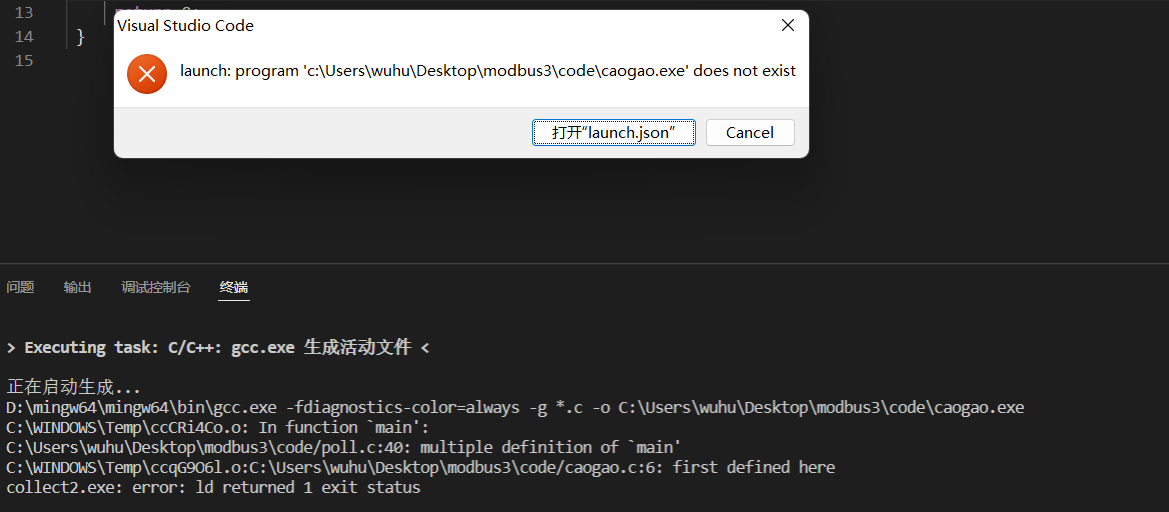 13
14 }
15
Visual Studio Code
launch: program 'c:\Users\wuhu\Desktop\modbus3\code\caogao.exe' does not exist
打开“launch.json”
Cancel
问题 输出 调试控制台 终端
> Executing task: C/C++: gcc.exe 生成活动文件 <
正在启动生成...
D:\mingw64\mingw64\bin\gcc.exe -fdiagnostics-color=always -g *.c -o C:\Users\wuhu\Desktop\modbus3\code\caogao.exe
C:\WINDOWS\Temp\ccCRi4Co.o: In function `main':
C:\Users\wuhu\Desktop\modbus3\code/poll.c:40: multiple definition of `main'
C:\WINDOWS\Temp\ccqG9O6l.o:C:\Users\wuhu\Desktop\modbus3\code/caogao.c:6: first defined here
collect2.exe: error: ld returned 1 exit status